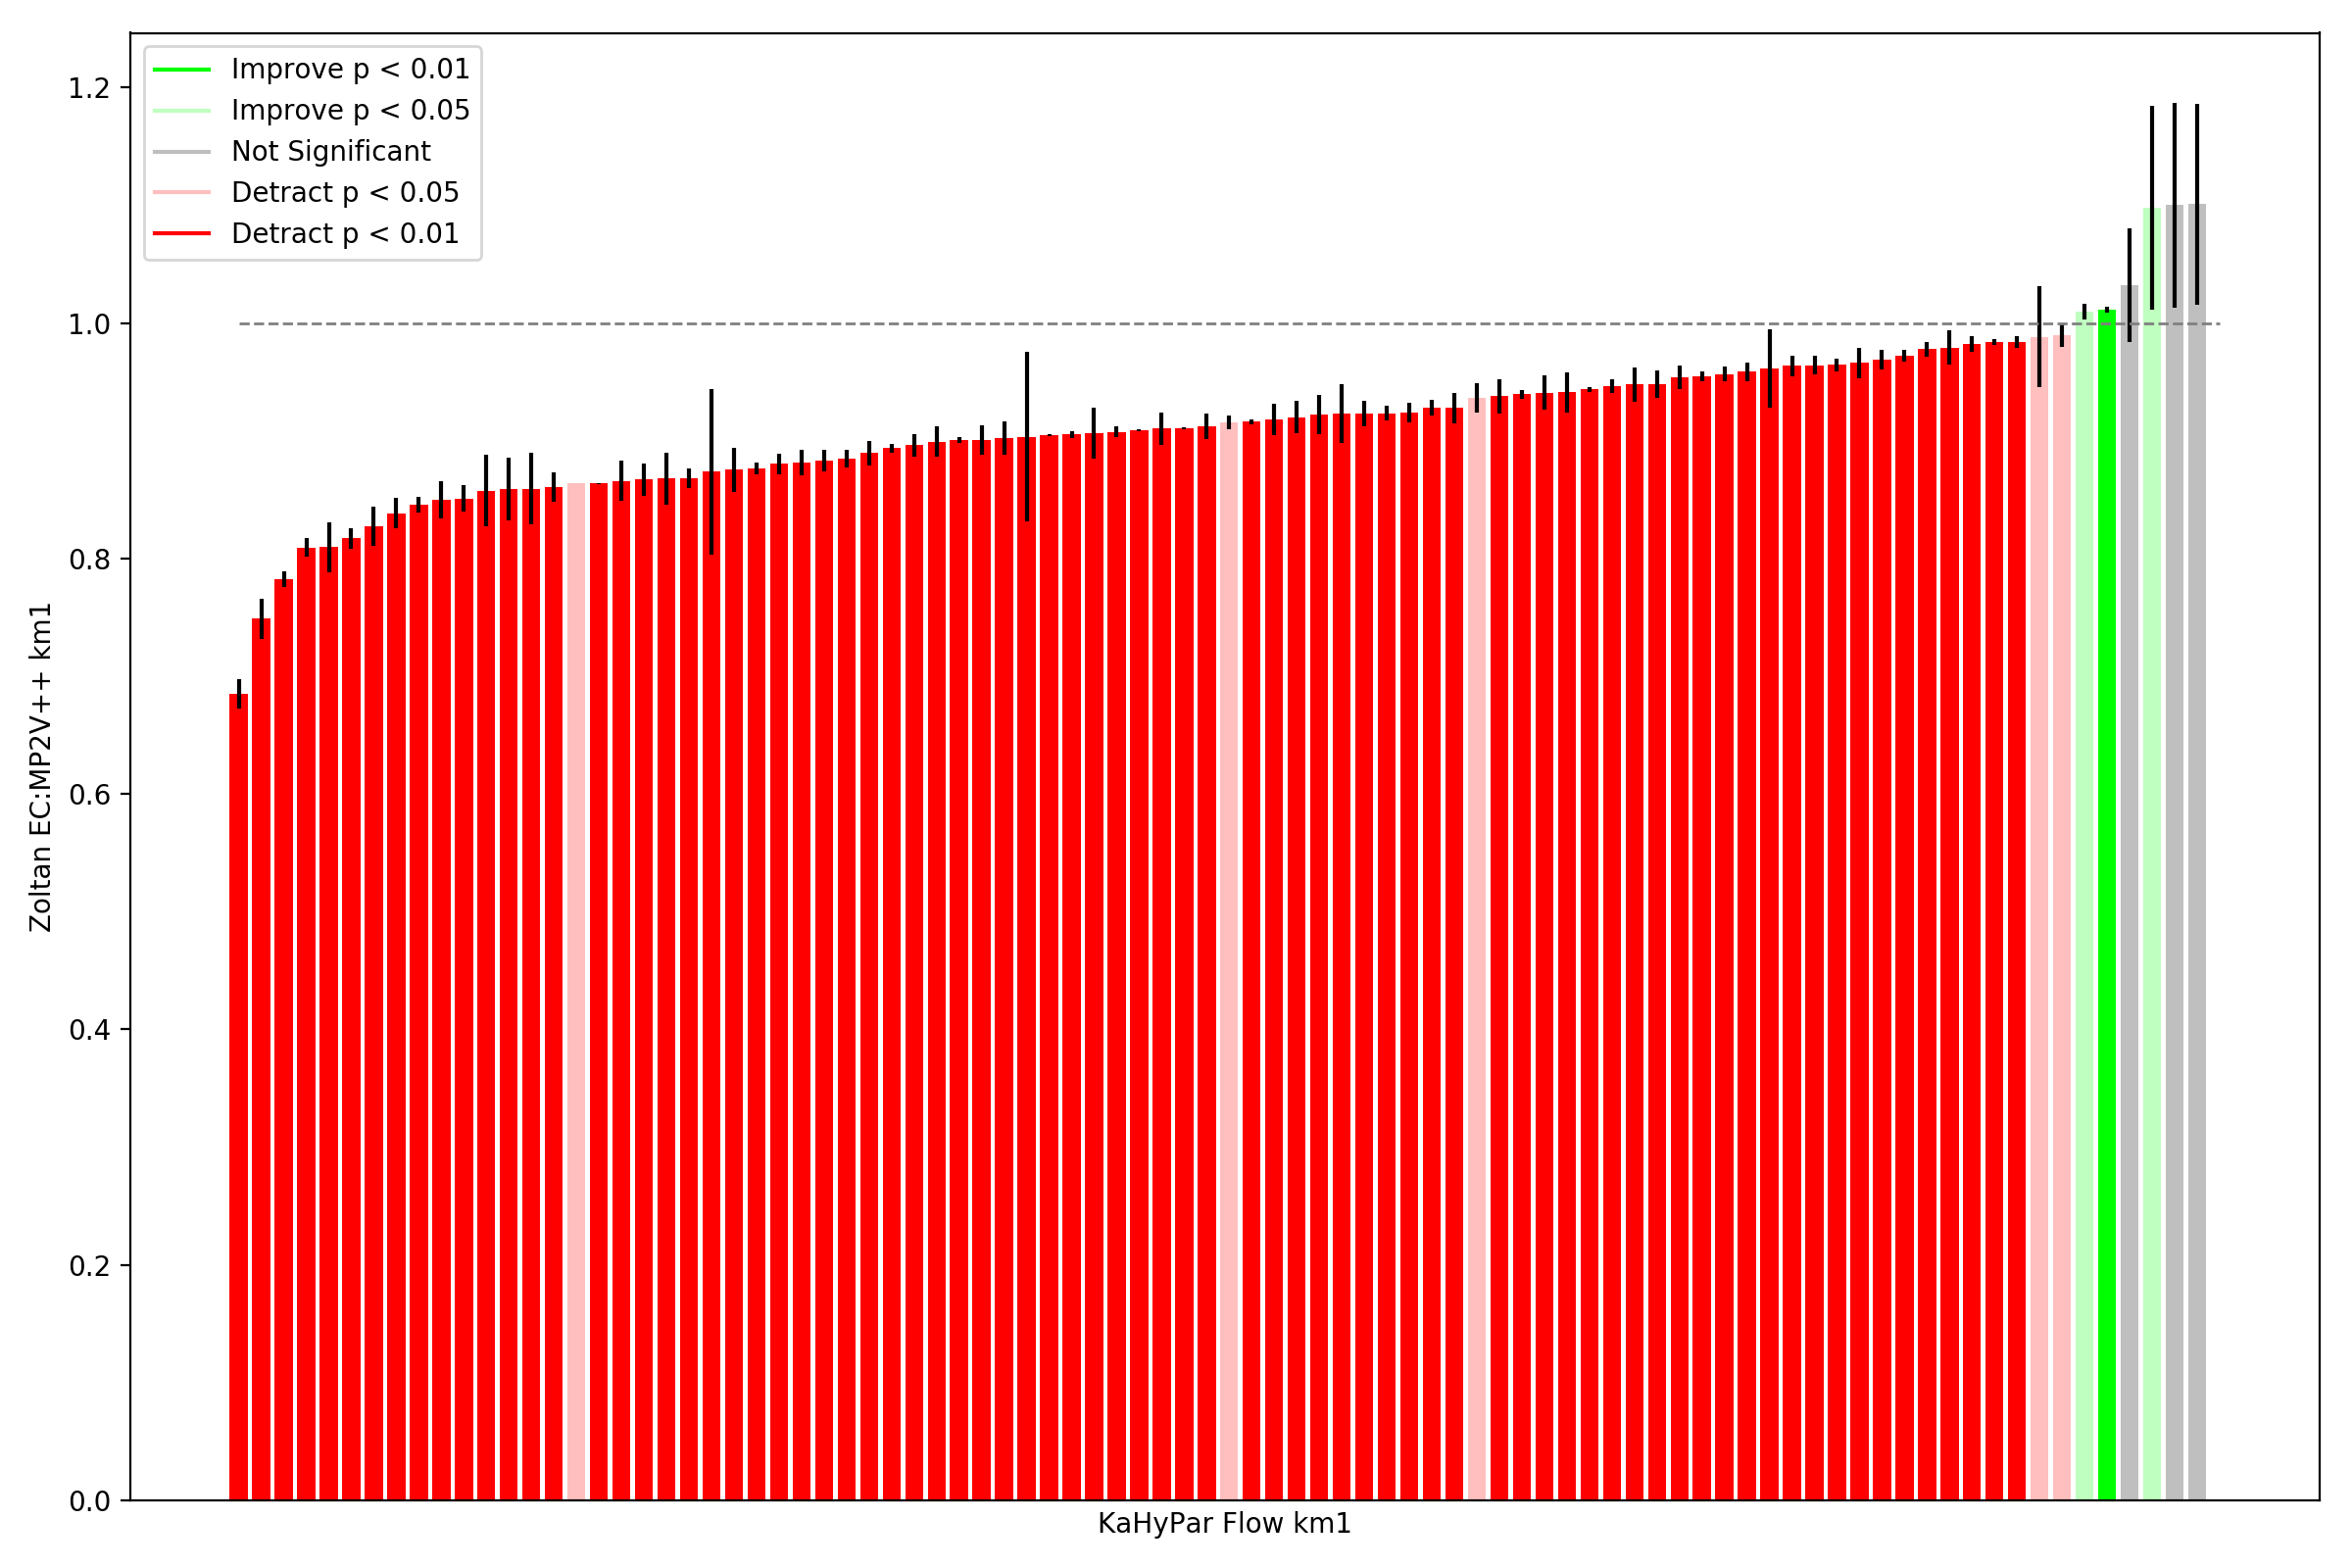 Improve p < 0.01
Improve p < 0.05
Not Significant
Detract p < 0.05
Detract p < 0.01
1.2
1.0
0.8
0.6
0.4
0.2
0.0
Zoltan EC:MP2V++ km1
KaHyPar Flow km1